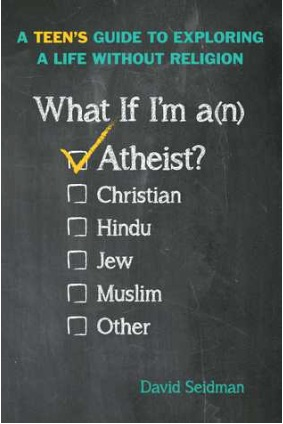 A TEEN'S GUIDE TO EXPLORING
A LIFE WITHOUT RELIGION
What If I'm a(n)
Atheist?
Christian
Hindu
Jew
Muslim
Other
David Seidman